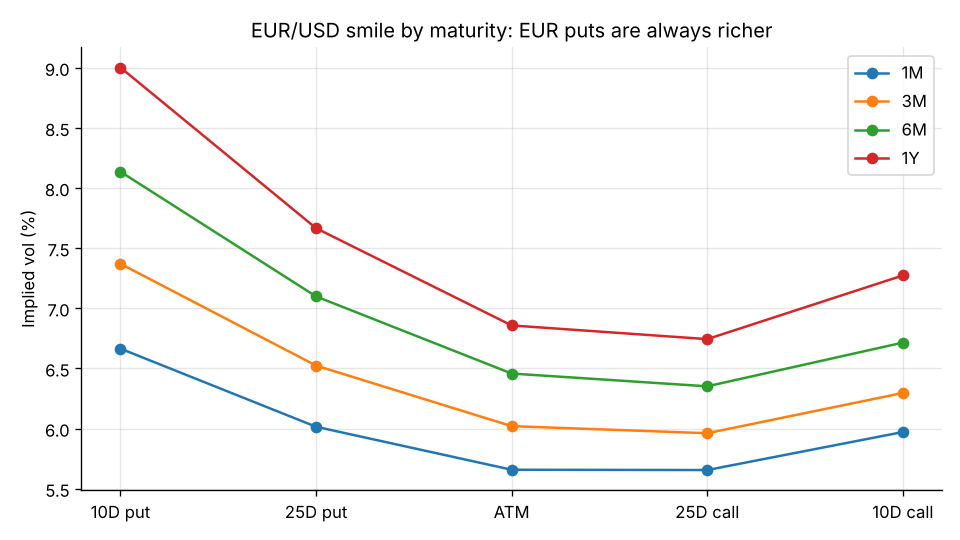 EUR/USD smile by maturity: EUR puts are always richer
1M
3M
6M
1Y
Implied vol (%)
9.0
8.5
8.0
7.5
7.0
6.5
6.0
5.5
10D put
25D put
ATM
25D call
10D call